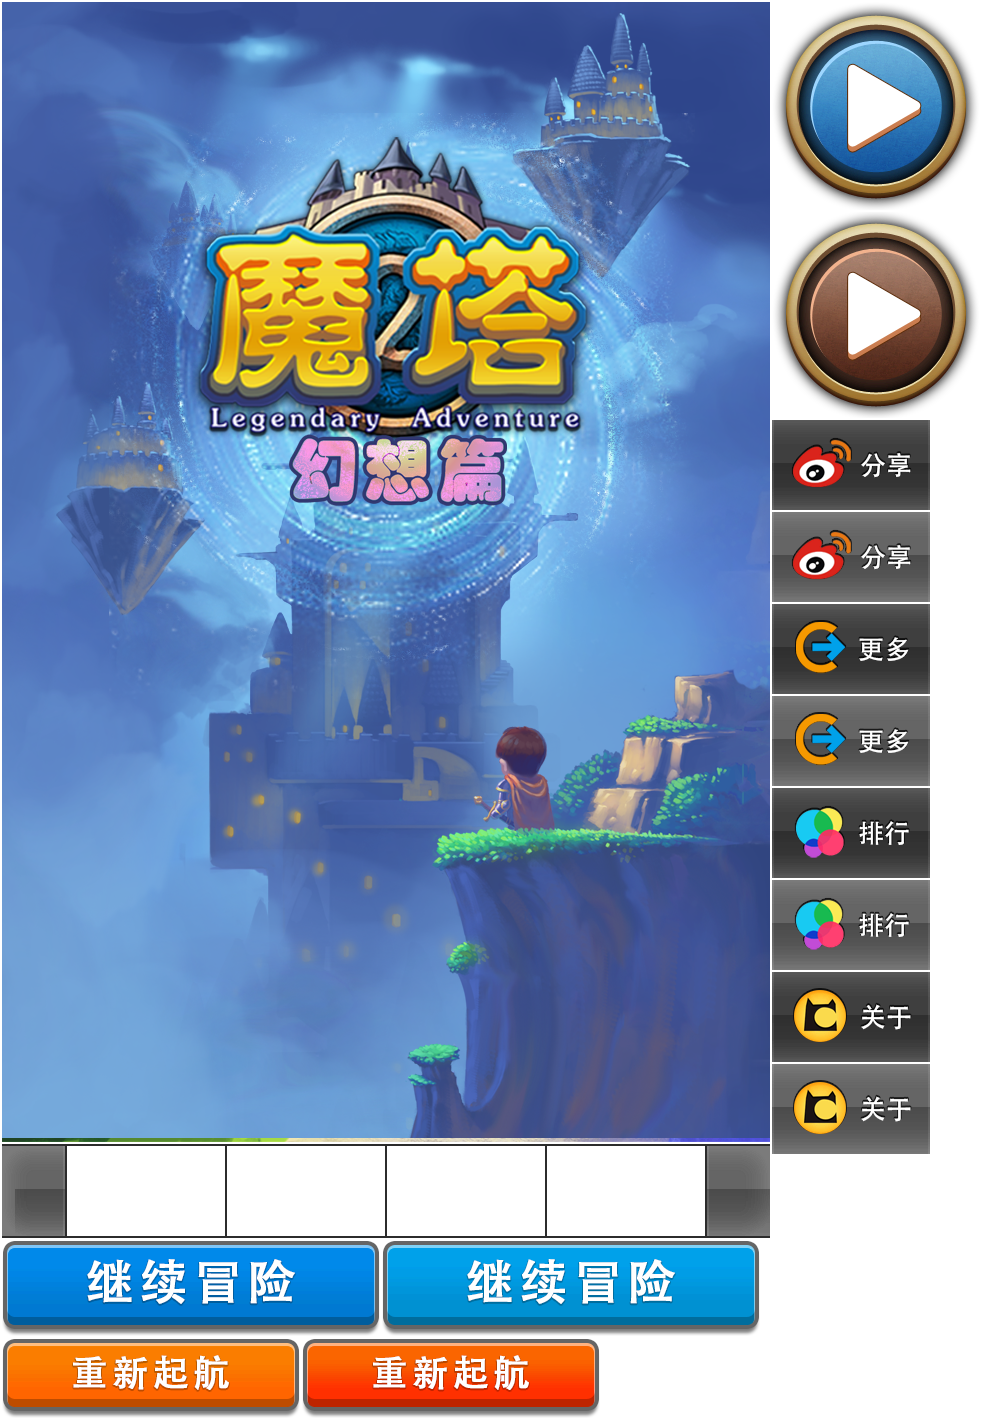 魔2塔
Legendary Adventure
幻想篇
分享
分享
更多
更多
排行
排行
关于
关于
继续冒险
继续冒险
重新起航
重新起航